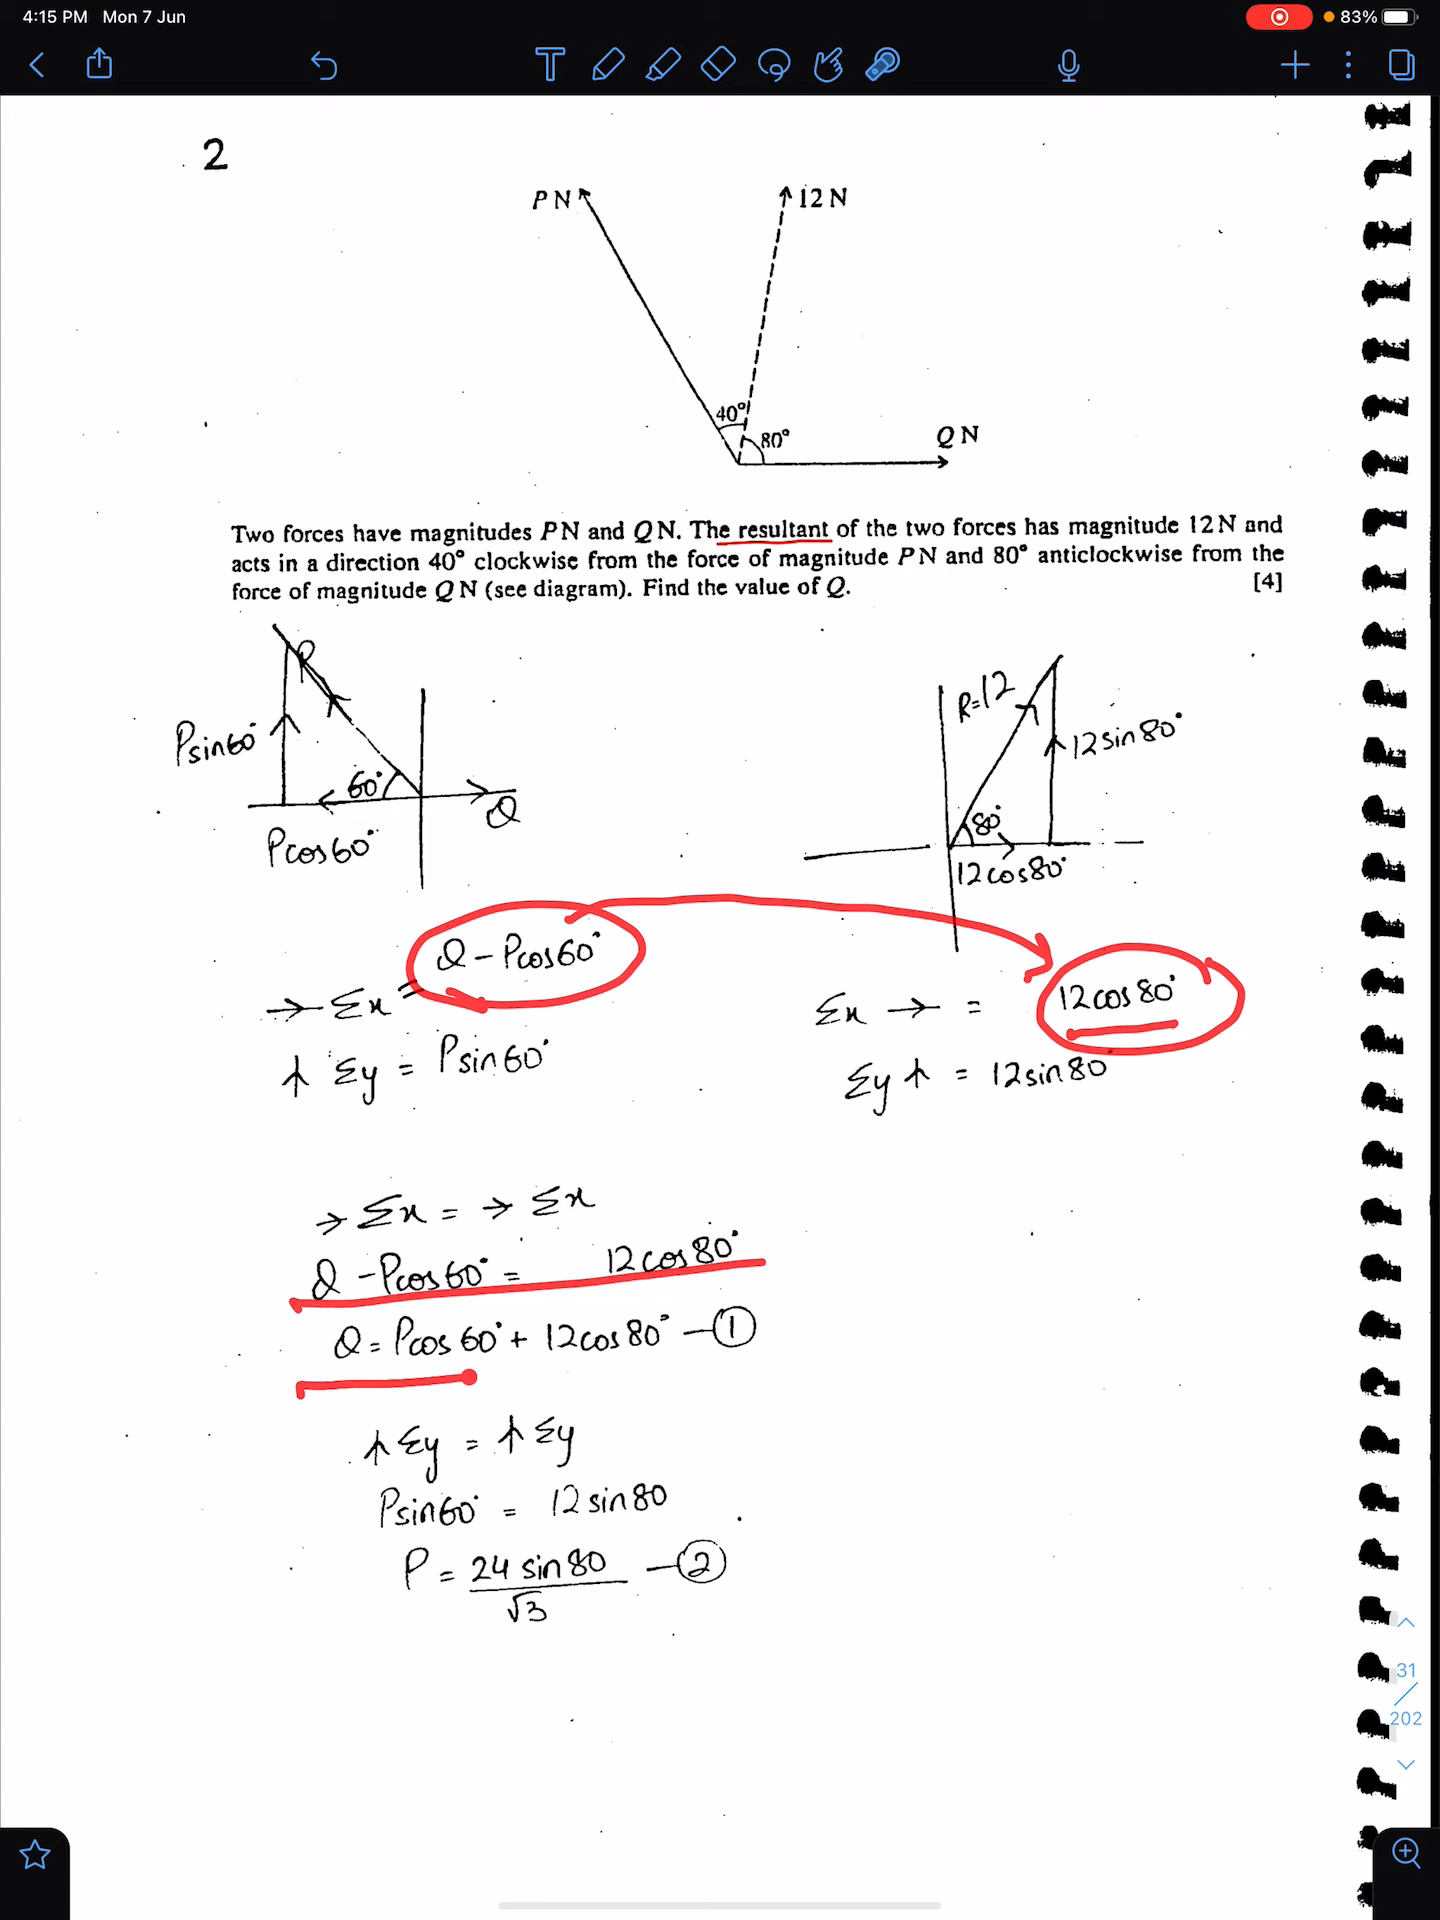 4:15 PM Mon 7 Jun
83%
2
P N
12 N
40°
80°
Q N
Two forces have magnitudes P N and Q N. The resultant of the two forces has magnitude 12 N and
acts in a direction 40° clockwise from the force of magnitude P N and 80° anticlockwise from the
force of magnitude Q N (see diagram). Find the value of Q.
[4]
P
Psin60°
60°
Q
Pcos60°
R=12
12sin80°
80°
12cos80°
→ Σx = Q - Pcos60°
↑ Σy = Psin60°
Σx → = 12cos80°
Σy ↑ = 12sin80
→ Σx = → Σx
Q - Pcos60° = 12cos80°
Q = Pcos60° + 12cos80° — ①
↑ Σy = ↑ Σy
Psin60° = 12sin80
P = 24 sin80 / √3 — ②
31
202